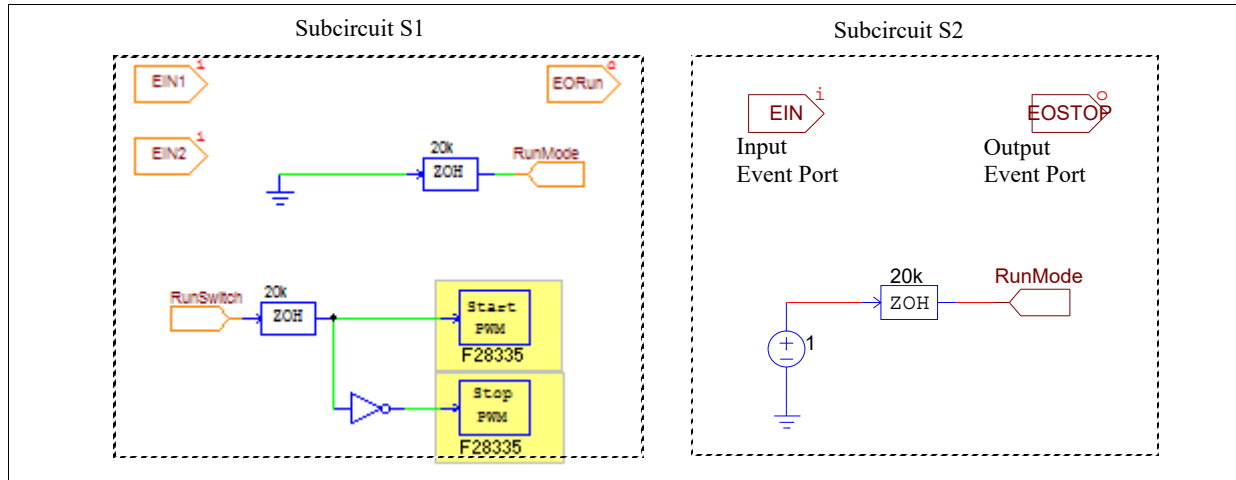 Subcircuit S1
EIN1
i
EORun
o
EIN2
i
20k
ZOH
RunMode
RunSwitch
20k
ZOH
Start
PWM
F28335
Stop
PWM
F28335
Subcircuit S2
EIN
i
EOSTOP
o
Input
Event Port
Output
Event Port
20k
ZOH
RunMode
1